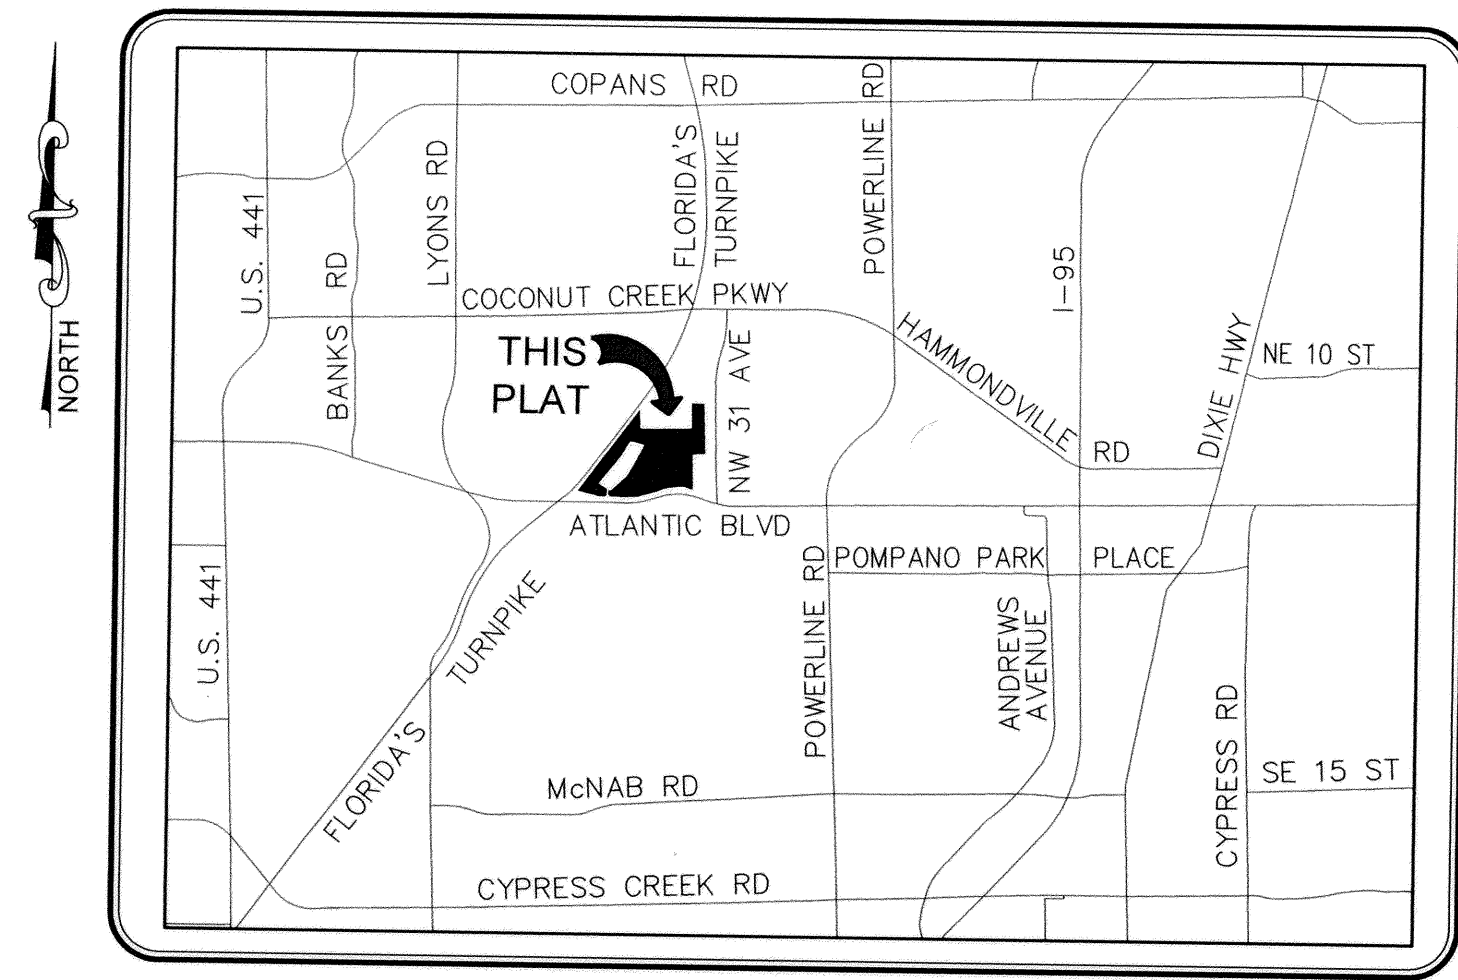 COPANS RD
POWERLINE RD
FLORIDA'S
TURNPIKE
LYONS RD
U.S. 441
BANKS RD
I-95
COCONUT CREEK PKWY
NORTH
THIS
PLAT
NW 31 AVE
HAMMONDVILLE
RD
DIXIE HWY
NE 10 ST
ATLANTIC BLVD
POWERLINE RD
POMPANO PARK PLACE
U.S. 441
TURNPIKE
FLORIDA'S
ANDREWS
AVENUE
CYPRESS RD
SE 15 ST
McNAB RD
CYPRESS CREEK RD